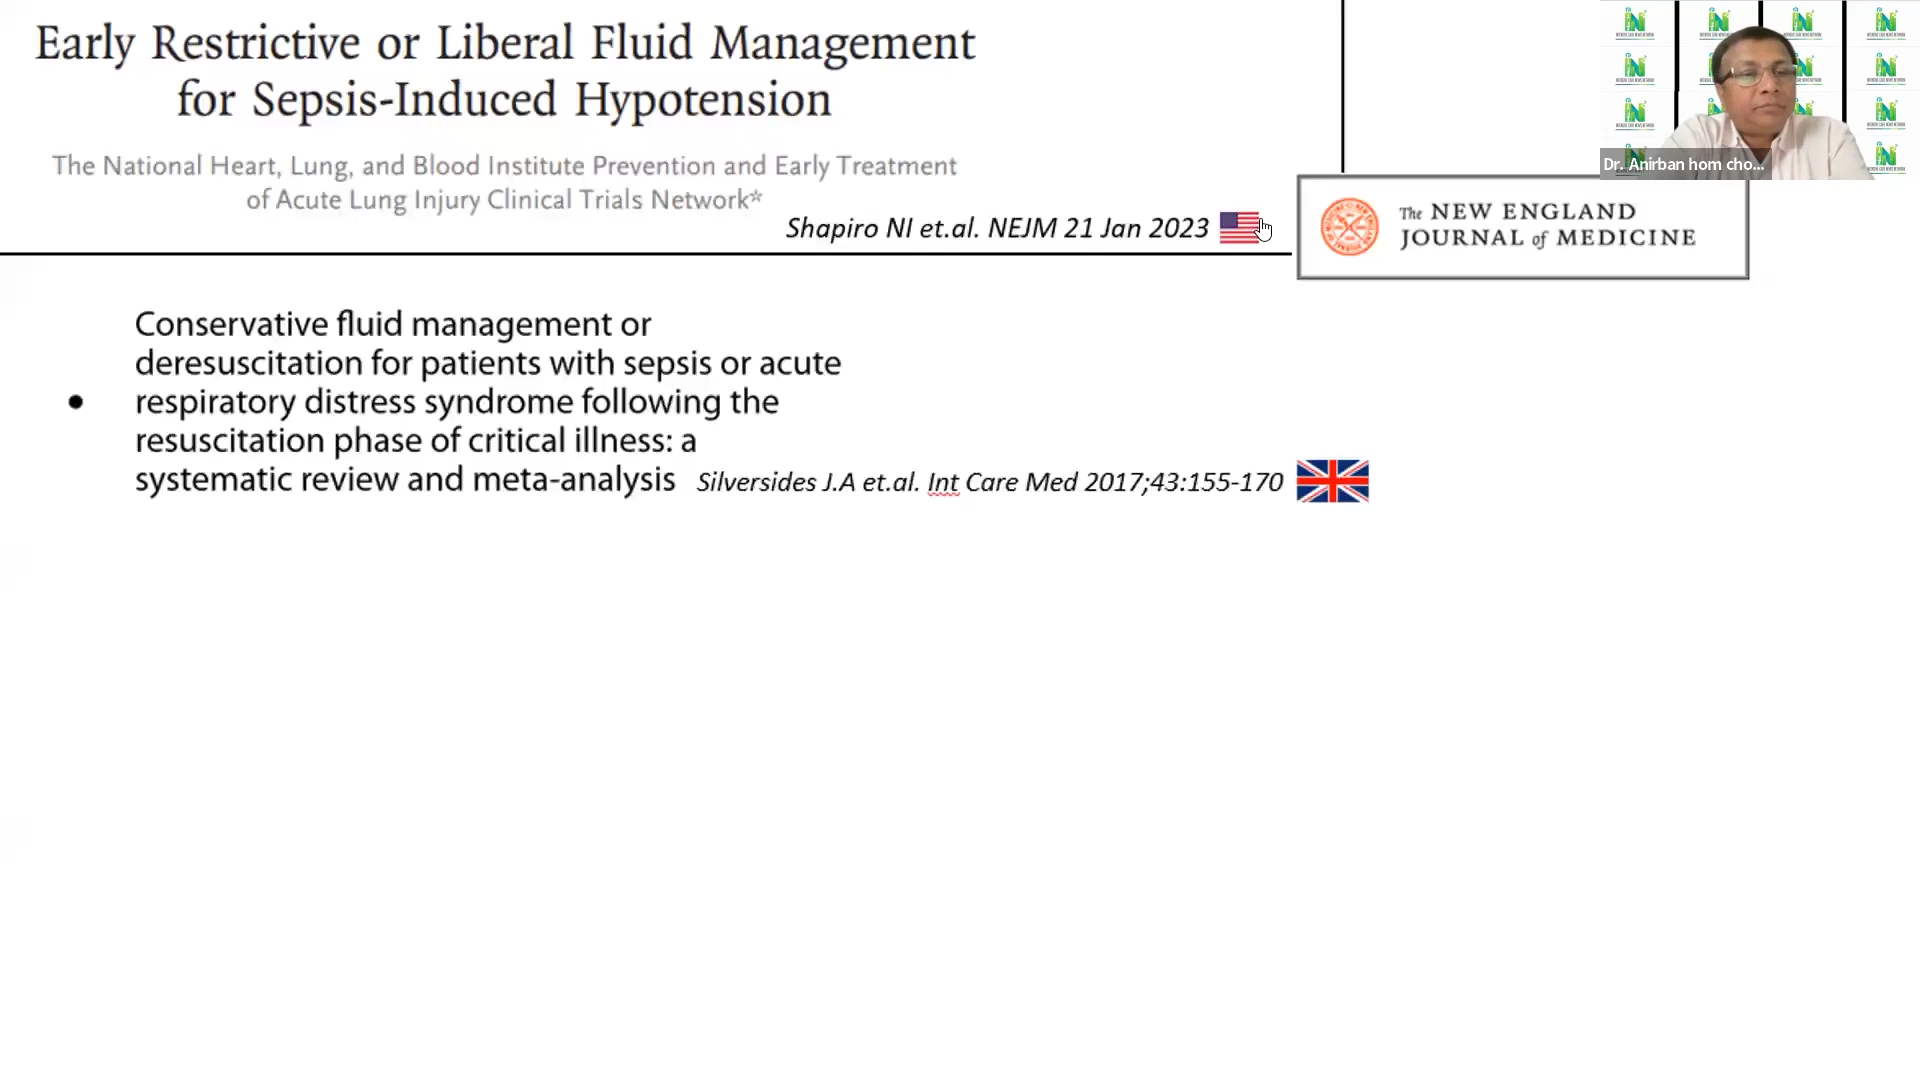 Early Restrictive or Liberal Fluid Management
for Sepsis-Induced Hypotension
The National Heart, Lung, and Blood Institute Prevention and Early Treatment
of Acute Lung Injury Clinical Trials Network*
Shapiro NI et.al. NEJM 21 Jan 2023
The NEW ENGLAND
JOURNAL of MEDICINE
Dr. Anirban hom cho...
• Conservative fluid management or
deresuscitation for patients with sepsis or acute
respiratory distress syndrome following the
resuscitation phase of critical illness: a
systematic review and meta-analysis Silversides J.A et.al. Int Care Med 2017;43:155-170